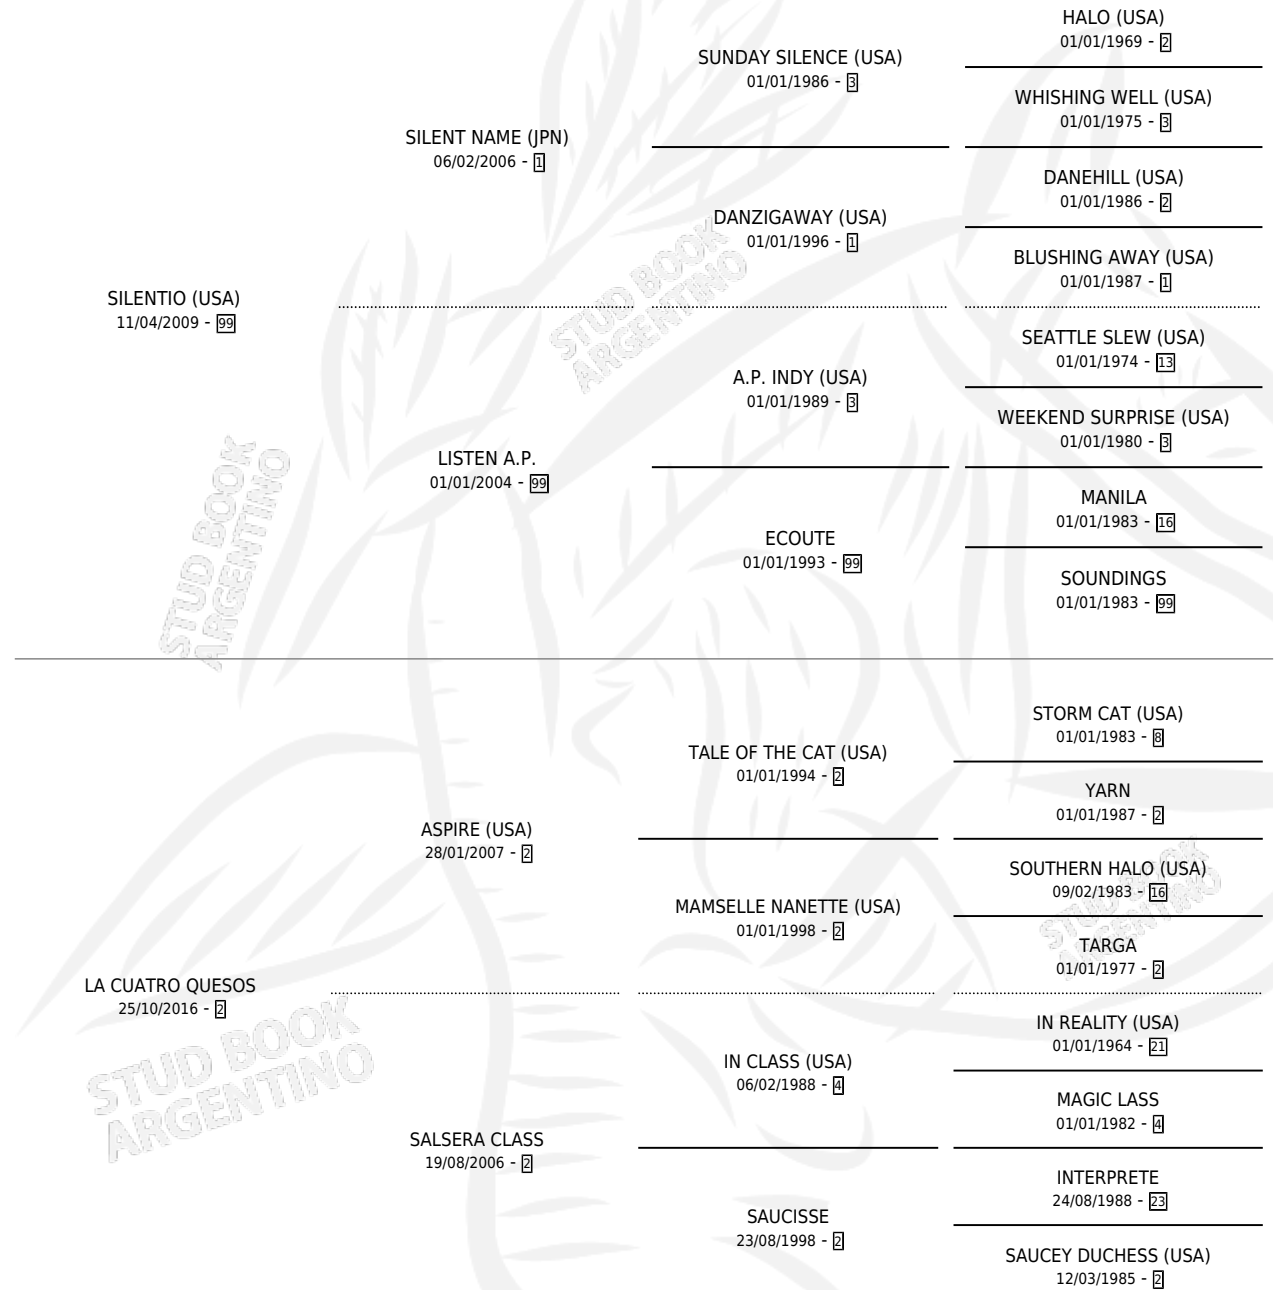 HALO (USA)
01/01/1969 - 2
SUNDAY SILENCE (USA)
01/01/1986 - 3
WHISHING WELL (USA)
01/01/1975 - 3
SILENT NAME (JPN)
06/02/2006 - 1
DANEHILL (USA)
01/01/1986 - 2
DANZIGAWAY (USA)
01/01/1996 - 1
BLUSHING AWAY (USA)
01/01/1987 - 1
SILENTIO (USA)
11/04/2009 - 99
STUD BOOK
ARGENTINO
SEATTLE SLEW (USA)
01/01/1974 - 13
A.P. INDY (USA)
01/01/1989 - 3
WEEKEND SURPRISE (USA)
01/01/1980 - 3
LISTEN A.P.
01/01/2004 - 99
MANILA
01/01/1983 - 16
ECOUTE
01/01/1993 - 99
SOUNDINGS
01/01/1983 - 99
STUD BOOK
ARGENTINO
STORM CAT (USA)
01/01/1983 - 8
TALE OF THE CAT (USA)
01/01/1994 - 2
YARN
01/01/1987 - 2
ASPIRE (USA)
28/01/2007 - 2
SOUTHERN HALO (USA)
09/02/1983 - 16
MAMSELLE NANETTE (USA)
01/01/1998 - 2
STUD BOOK
ARGENTINO
TARGA
01/01/1977 - 2
LA CUATRO QUESOS
25/10/2016 - 2
STUD BOOK
ARGENTINO
IN REALITY (USA)
01/01/1964 - 21
IN CLASS (USA)
06/02/1988 - 4
MAGIC LASS
01/01/1982 - 4
SALSERA CLASS
19/08/2006 - 2
INTERPRETE
24/08/1988 - 23
SAUCISSE
23/08/1998 - 2
SAUCEY DUCHESS (USA)
12/03/1985 - 2